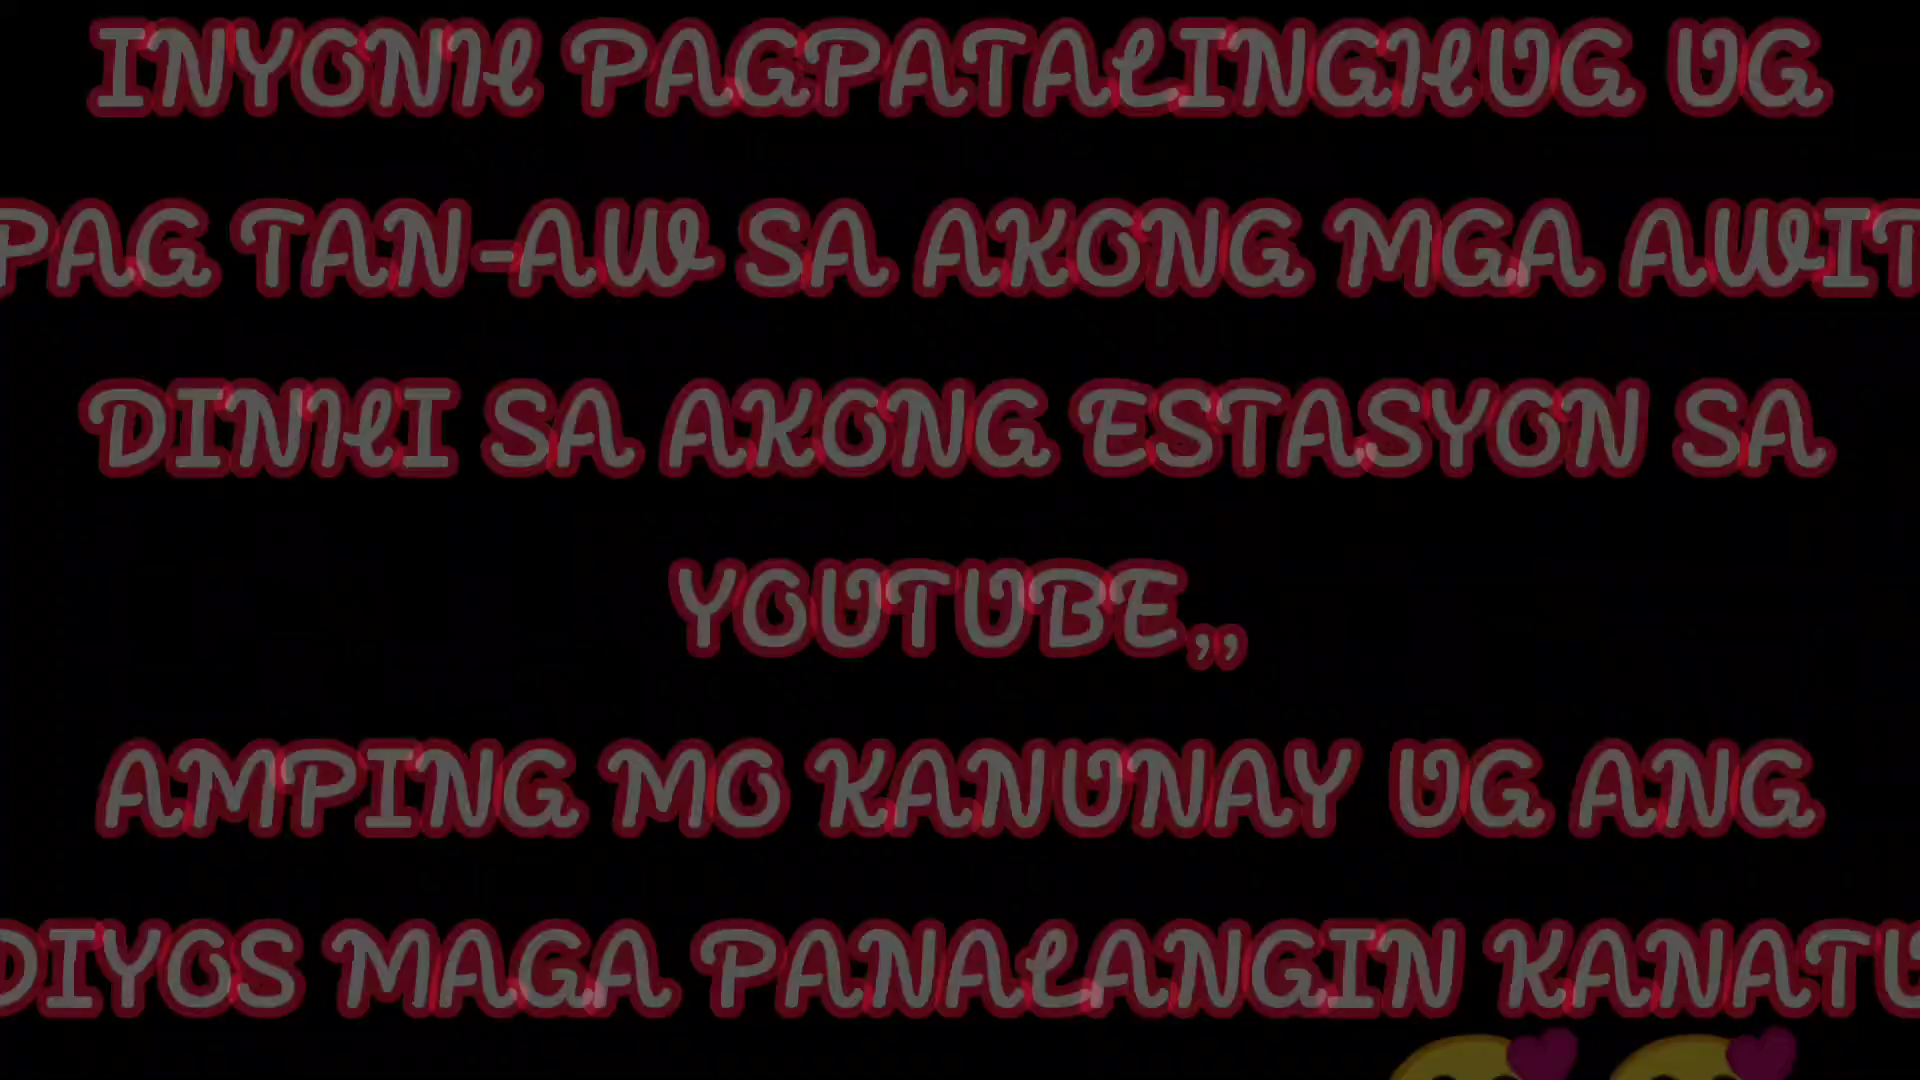 INYONH PAGPATALINGHUG UG
PAG TAN-AW SA AKONG MGA AWIT
DINHI SA AKONG ESTASYON SA
YOUTUBE,,
AMPING MO KANUNAY UG ANG
DIYOS MAGA PANALANGIN KANATU